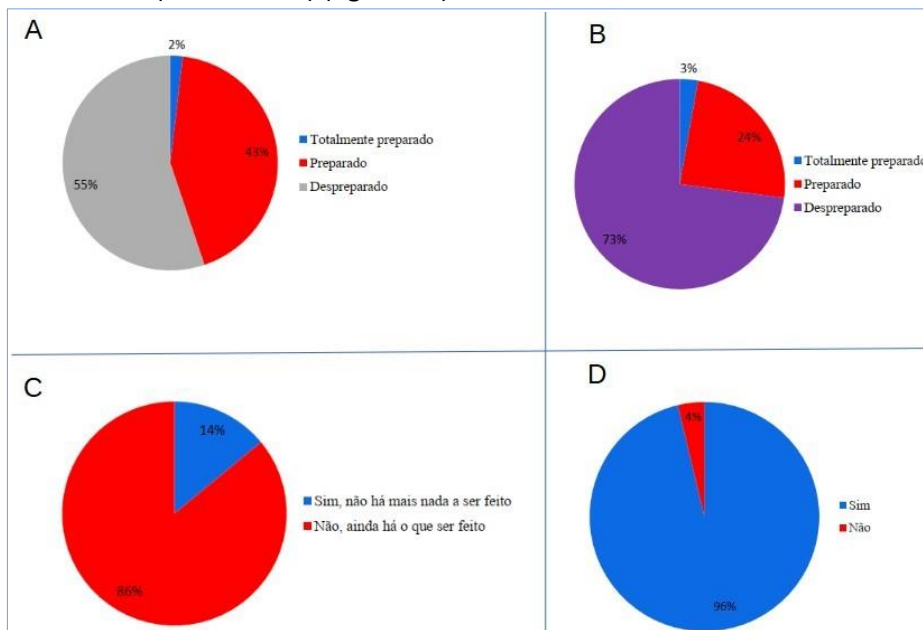 A
2%
43%
55%
Totalmente preparado
Preparado
Despreparado
B
3%
24%
73%
Totalmente preparado
Preparado
Despreparado
C
14%
86%
Sim, não há mais nada a ser feito
Não, ainda há o que ser feito
D
4%
96%
Sim
Não